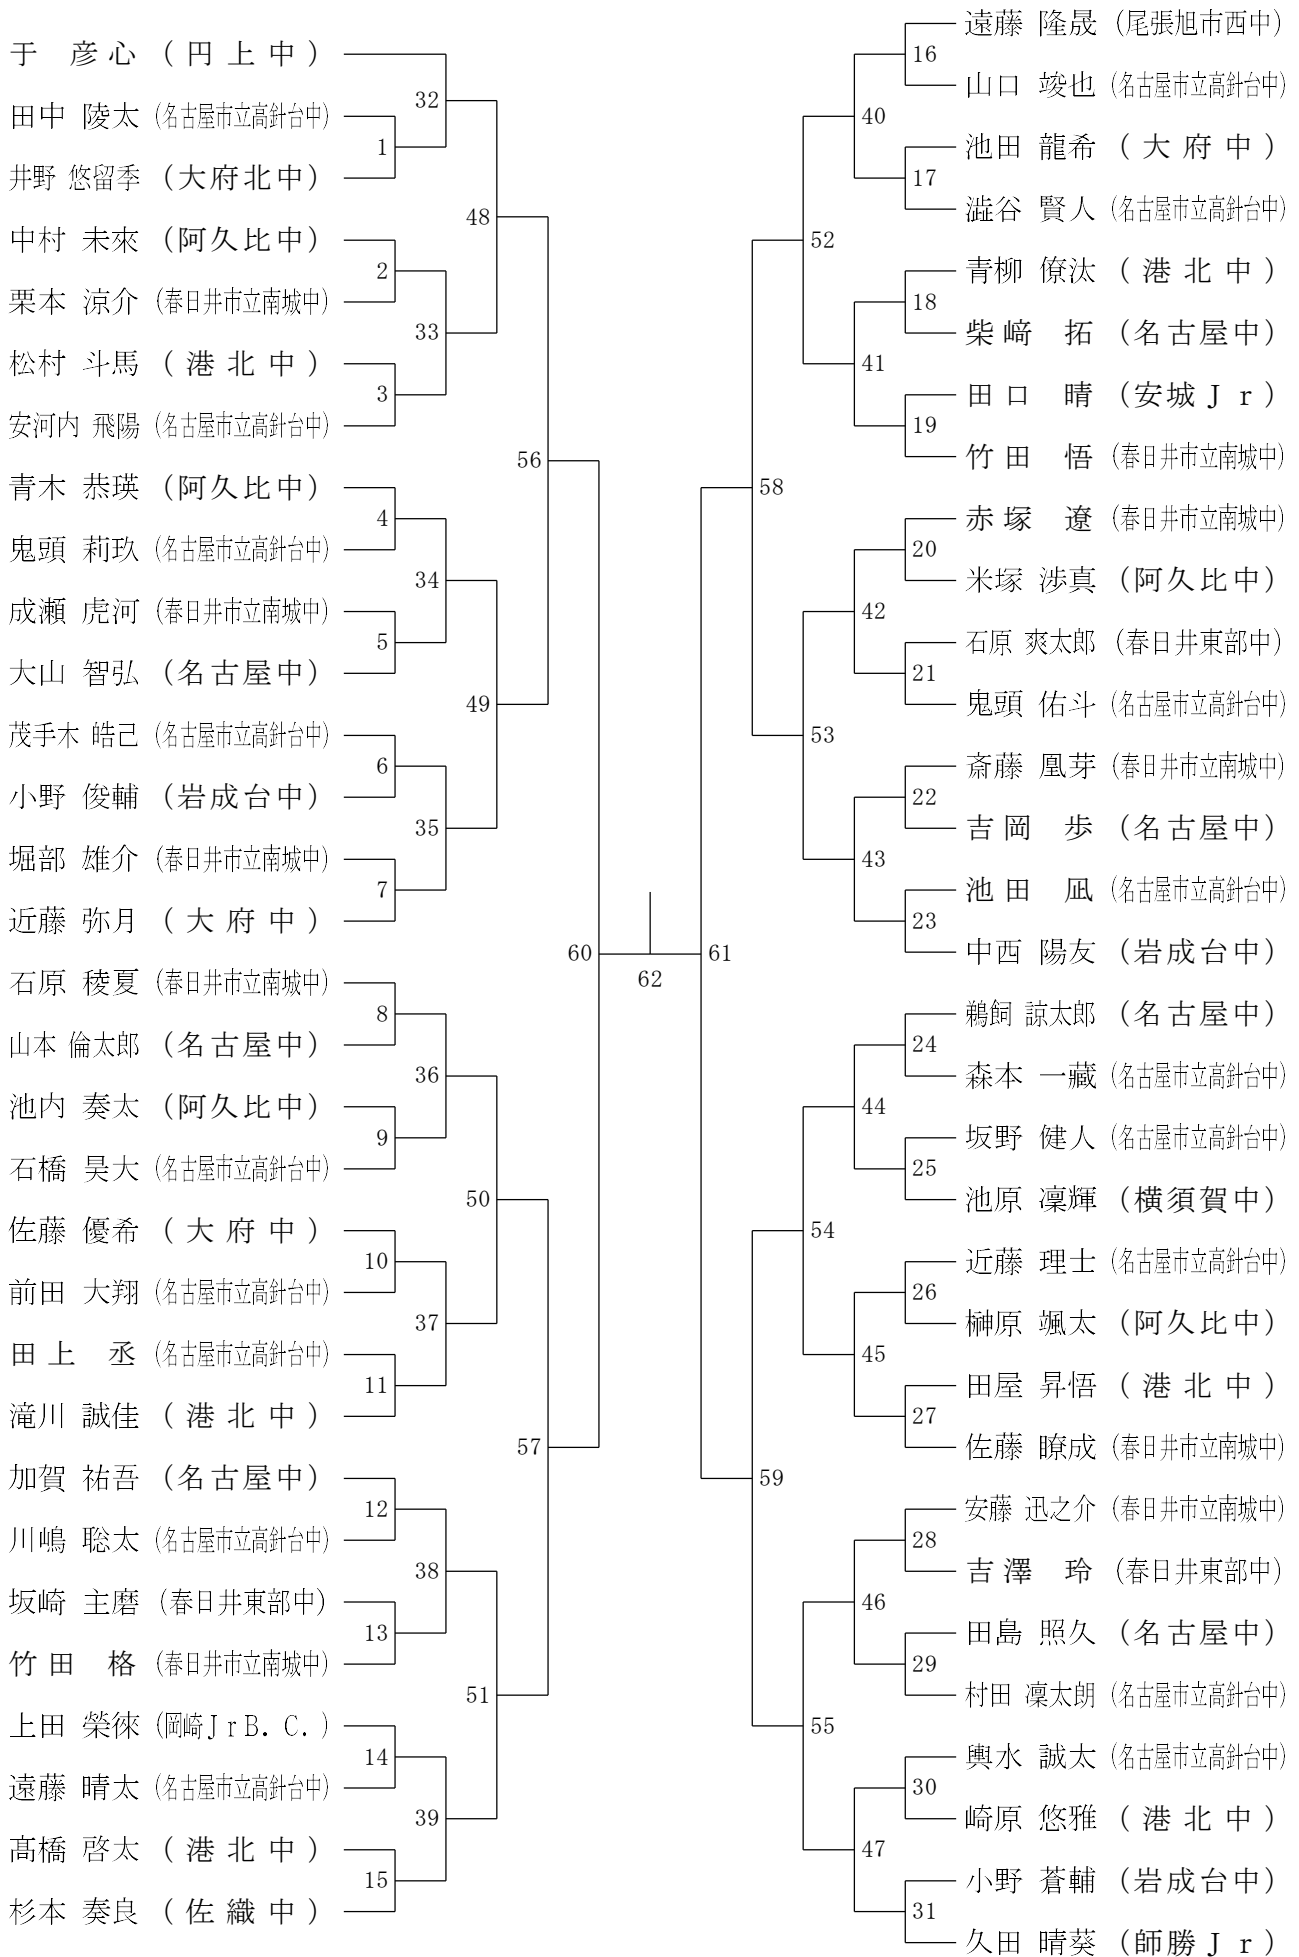 于 彦心 (円上中)
田中 陵太 (名古屋市立高針台中)
井野 悠留季 (大府北中)
中村 未來 (阿久比中)
栗本 涼介 (春日井市立南城中)
松村 斗馬 (港北中)
安河内 飛陽 (名古屋市立高針台中)
青木 恭瑛 (阿久比中)
鬼頭 莉玖 (名古屋市立高針台中)
成瀬 虎河 (春日井市立南城中)
大山 智弘 (名古屋中)
茂手木 皓己 (名古屋市立高針台中)
小野 俊輔 (岩成台中)
堀部 雄介 (春日井市立南城中)
近藤 弥月 (大府中)
石原 稜夏 (春日井市立南城中)
山本 倫太郎 (名古屋中)
池内 奏太 (阿久比中)
石橋 昊大 (名古屋市立高針台中)
佐藤 優希 (大府中)
前田 大翔 (名古屋市立高針台中)
田上 丞 (名古屋市立高針台中)
滝川 誠佳 (港北中)
加賀 祐吾 (名古屋中)
川嶋 聡太 (名古屋市立高針台中)
坂崎 主磨 (春日井東部中)
竹田 格 (春日井市立南城中)
上田 榮徠 (岡崎JrB.C.)
遠藤 晴太 (名古屋市立高針台中)
髙橋 啓太 (港北中)
杉本 奏良 (佐織中)
1
2
3
4
5
6
7
8
9
10
11
12
13
14
15
32
33
34
35
36
37
38
39
48
49
50
51
56
57
60
62
61
58
59
52
53
54
55
40
41
42
43
44
45
46
47
16
17
18
19
20
21
22
23
24
25
26
27
28
29
30
31
遠藤 隆晟 (尾張旭市西中)
山口 竣也 (名古屋市立高針台中)
池田 龍希 (大府中)
澁谷 賢人 (名古屋市立高針台中)
青柳 僚汰 (港北中)
柴﨑 拓 (名古屋中)
田口 晴 (安城Jr)
竹田 悟 (春日井市立南城中)
赤塚 遼 (春日井市立南城中)
米塚 渉真 (阿久比中)
石原 爽太郎 (春日井東部中)
鬼頭 佑斗 (名古屋市立高針台中)
斎藤 凰芽 (春日井市立南城中)
吉岡 歩 (名古屋中)
池田 凪 (名古屋市立高針台中)
中西 陽友 (岩成台中)
鵜飼 諒太郎 (名古屋中)
森本 一藏 (名古屋市立高針台中)
坂野 健人 (名古屋市立高針台中)
池原 凜輝 (横須賀中)
近藤 理士 (名古屋市立高針台中)
榊原 颯太 (阿久比中)
田屋 昇悟 (港北中)
佐藤 瞭成 (春日井市立南城中)
安藤 迅之介 (春日井市立南城中)
吉澤 玲 (春日井東部中)
田島 照久 (名古屋中)
村田 凜太朗 (名古屋市立高針台中)
輿水 誠太 (名古屋市立高針台中)
崎原 悠雅 (港北中)
小野 蒼輔 (岩成台中)
久田 晴葵 (師勝Jr)